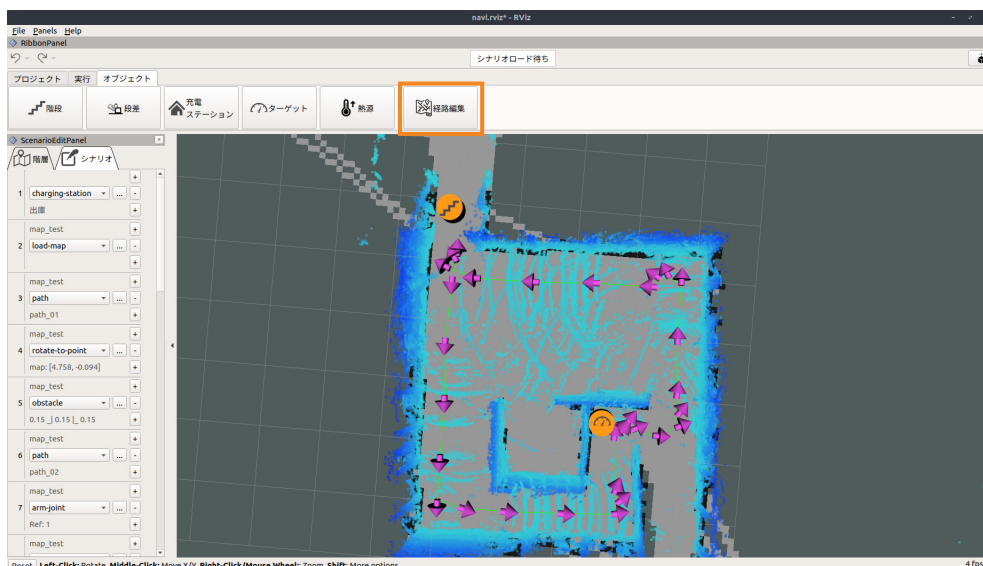 navi.rviz* - RViz
File Panels Help
RibbonPanel
シナリオロード待ち
プロジェクト 実行 オブジェクト
階段 段差 充電ステーション ターゲット 熱源 経路編集
ScenarioEditPanel
階層 シナリオ
+
1 charging-station ... -
出庫 +
map_test +
2 load-map ... -
+
map_test +
3 path ... -
path_01 +
map_test +
4 rotate-to-point ... -
map: [4.758, -0.094] +
map_test +
5 obstacle ... -
0.15 _| 0.15 |_ 0.15 +
map_test +
6 path ... -
path_02 +
map_test +
7 arm-joint ... -
Ref: 1 +
map_test +
Reset Left-Click: Rotate. Middle-Click: Move X/Y. Right-Click/Mouse Wheel: Zoom. Shift: More options. 4 fps